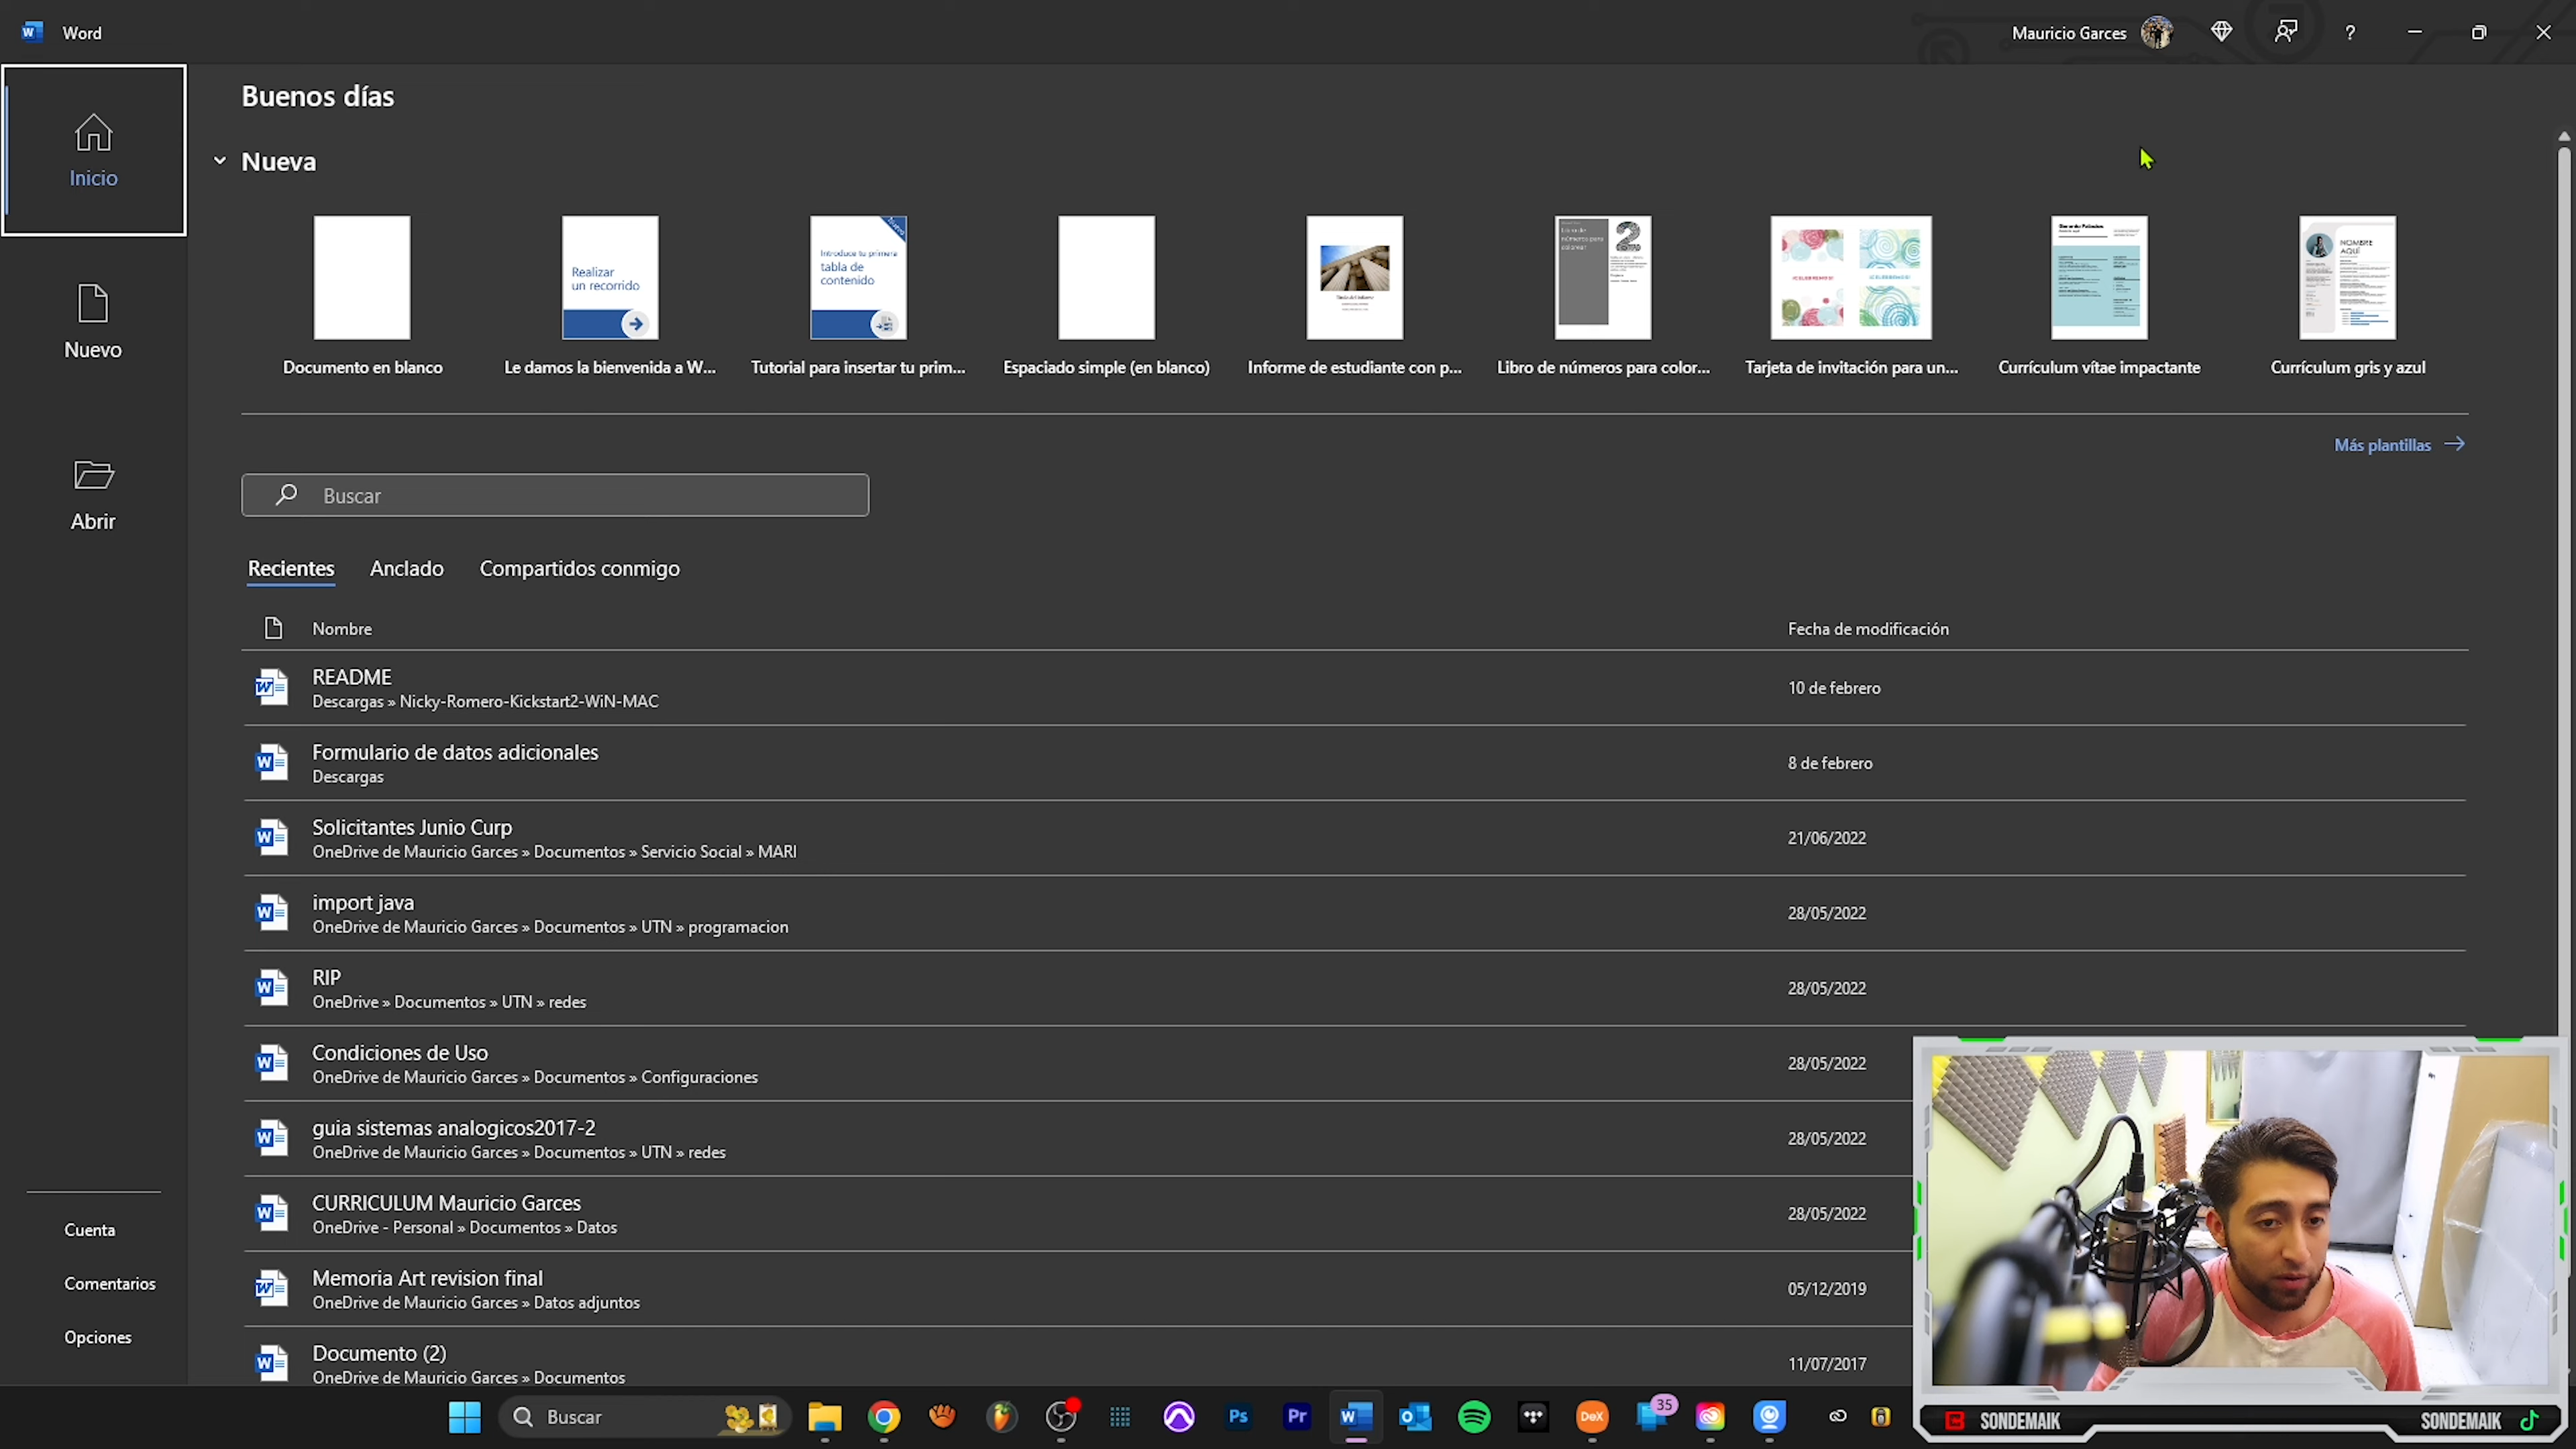 Word
Mauricio Garces
?
Inicio
Nuevo
Abrir
Buenos días
Nueva
Realizar
un recorrido
Introduce tu primera
tabla de
contenido
NOMBRE
AQUÍ
Documento en blanco
Le damos la bienvenida a W...
Tutorial para insertar tu prim...
Espaciado simple (en blanco)
Informe de estudiante con p...
Libro de números para color...
Tarjeta de invitación para un...
Currículum vítae impactante
Currículum gris y azul
Más plantillas
Buscar
Recientes
Anclado
Compartidos conmigo
Nombre
Fecha de modificación
README
Descargas » Nicky-Romero-Kickstart2-WiN-MAC
10 de febrero
Formulario de datos adicionales
Descargas
8 de febrero
Solicitantes Junio Curp
OneDrive de Mauricio Garces » Documentos » Servicio Social » MARI
21/06/2022
import java
OneDrive de Mauricio Garces » Documentos » UTN » programacion
28/05/2022
RIP
OneDrive » Documentos » UTN » redes
28/05/2022
Condiciones de Uso
OneDrive de Mauricio Garces » Documentos » Configuraciones
28/05/2022
guia sistemas analogicos2017-2
OneDrive de Mauricio Garces » Documentos » UTN » redes
28/05/2022
CURRICULUM Mauricio Garces
OneDrive - Personal » Documentos » Datos
28/05/2022
Memoria Art revision final
OneDrive de Mauricio Garces » Datos adjuntos
05/12/2019
Documento (2)
OneDrive de Mauricio Garces » Documentos
11/07/2017
Cuenta
Comentarios
Opciones
Buscar
Ps
Pr
DeX
35
SONDEMAIK
SONDEMAIK